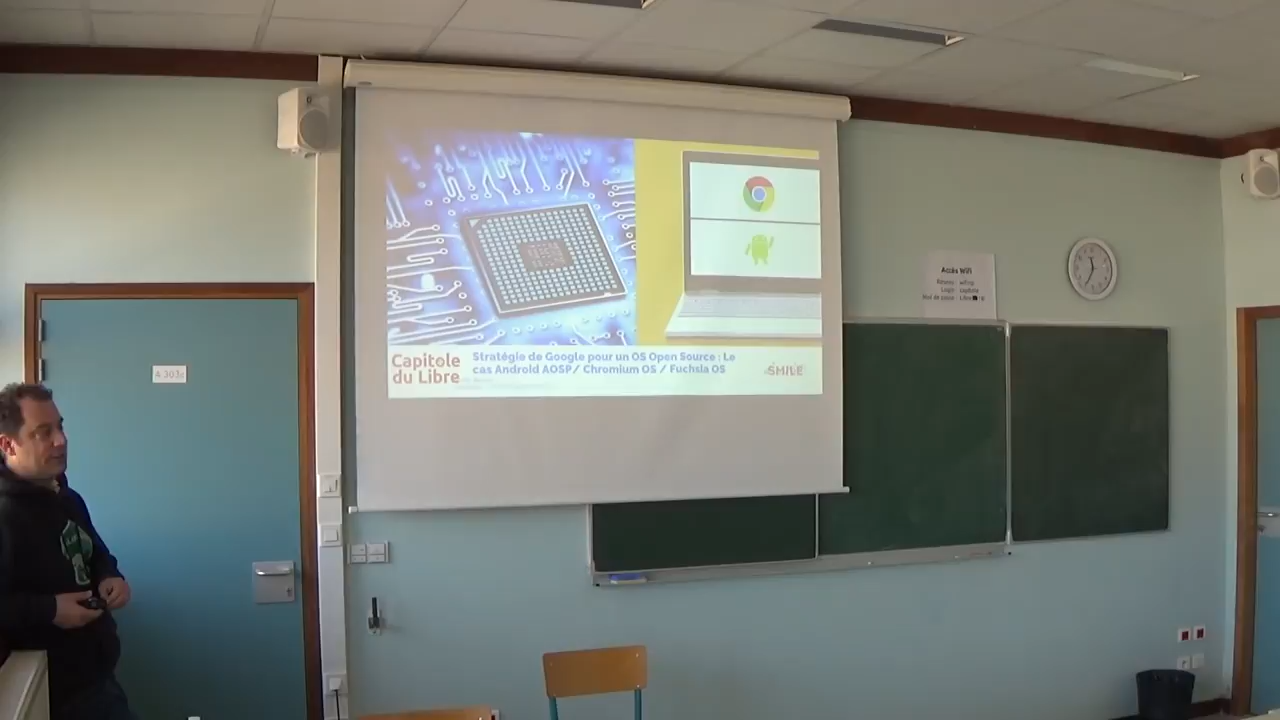 Accès WiFi
A 303c
Capitole
du Libre
Stratégie de Google pour un OS Open Source : Le
cas Android AOSP/ Chromium OS / Fuchsia OS
SMILE